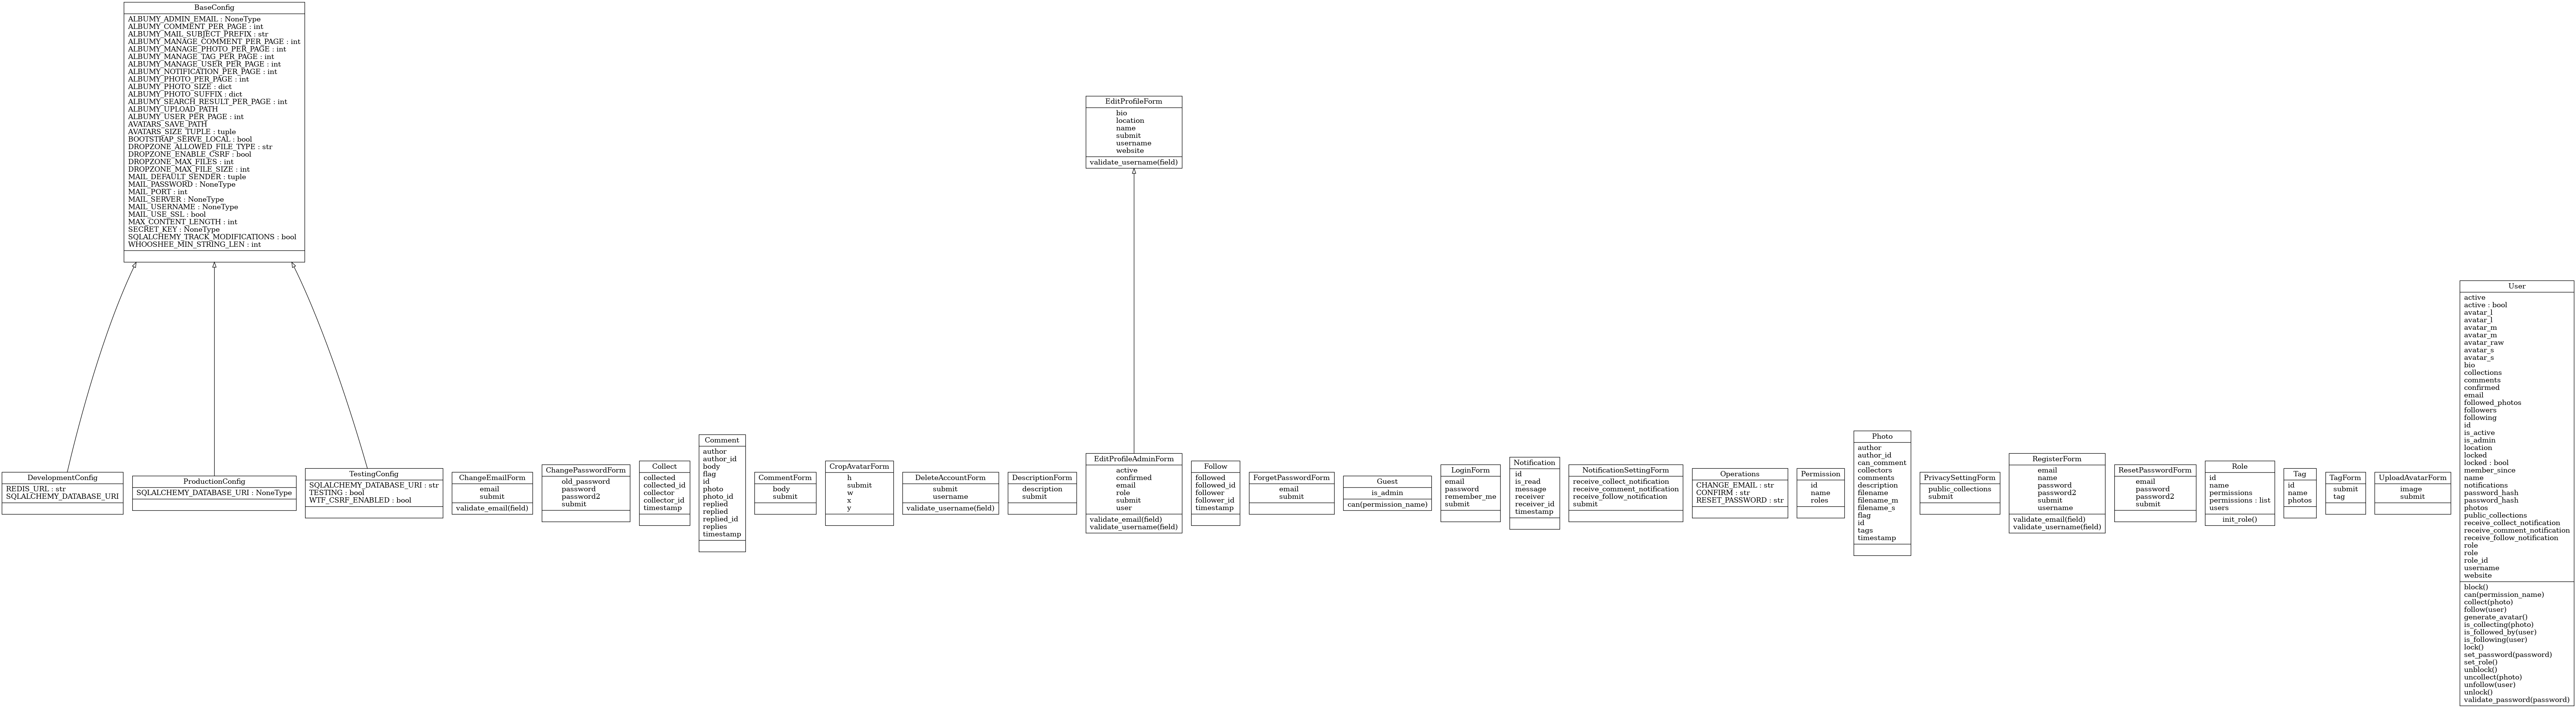 BaseConfig
ALBUMY_ADMIN_EMAIL : NoneType
ALBUMY_COMMENT_PER_PAGE : int
ALBUMY_MAIL_SUBJECT_PREFIX : str
ALBUMY_MANAGE_COMMENT_PER_PAGE : int
ALBUMY_MANAGE_PHOTO_PER_PAGE : int
ALBUMY_MANAGE_TAG_PER_PAGE : int
ALBUMY_MANAGE_USER_PER_PAGE : int
ALBUMY_NOTIFICATION_PER_PAGE : int
ALBUMY_PHOTO_PER_PAGE : int
ALBUMY_PHOTO_SIZE : dict
ALBUMY_PHOTO_SUFFIX : dict
ALBUMY_SEARCH_RESULT_PER_PAGE : int
ALBUMY_UPLOAD_PATH
ALBUMY_USER_PER_PAGE : int
AVATARS_SAVE_PATH
AVATARS_SIZE_TUPLE : tuple
BOOTSTRAP_SERVE_LOCAL : bool
DROPZONE_ALLOWED_FILE_TYPE : str
DROPZONE_ENABLE_CSRF : bool
DROPZONE_MAX_FILES : int
DROPZONE_MAX_FILE_SIZE : int
MAIL_DEFAULT_SENDER : tuple
MAIL_PASSWORD : NoneType
MAIL_PORT : int
MAIL_SERVER : NoneType
MAIL_USERNAME : NoneType
MAIL_USE_SSL : bool
MAX_CONTENT_LENGTH : int
SECRET_KEY : NoneType
SQLALCHEMY_TRACK_MODIFICATIONS : bool
WHOOSHEE_MIN_STRING_LEN : int
EditProfileForm
bio
location
name
submit
username
website
validate_username(field)
DevelopmentConfig
REDIS_URL : str
SQLALCHEMY_DATABASE_URI
ProductionConfig
SQLALCHEMY_DATABASE_URI : NoneType
TestingConfig
SQLALCHEMY_DATABASE_URI : str
TESTING : bool
WTF_CSRF_ENABLED : bool
ChangeEmailForm
email
submit
validate_email(field)
ChangePasswordForm
old_password
password
password2
submit
Collect
collected
collected_id
collector
collector_id
timestamp
Comment
author
author_id
body
flag
id
photo
photo_id
replied
replied
replied_id
replies
timestamp
CommentForm
body
submit
CropAvatarForm
h
submit
w
x
y
DeleteAccountForm
submit
username
validate_username(field)
DescriptionForm
description
submit
EditProfileAdminForm
active
confirmed
email
role
submit
user
validate_email(field)
validate_username(field)
Follow
followed
followed_id
follower
follower_id
timestamp
ForgetPasswordForm
email
submit
Guest
is_admin
can(permission_name)
LoginForm
email
password
remember_me
submit
Notification
id
is_read
message
receiver
receiver_id
timestamp
NotificationSettingForm
receive_collect_notification
receive_comment_notification
receive_follow_notification
submit
Operations
CHANGE_EMAIL : str
CONFIRM : str
RESET_PASSWORD : str
Permission
id
name
roles
Photo
author
author_id
can_comment
collectors
comments
description
filename
filename_m
filename_s
flag
id
tags
timestamp
PrivacySettingForm
public_collections
submit
RegisterForm
email
name
password
password2
submit
username
validate_email(field)
validate_username(field)
ResetPasswordForm
email
password
password2
submit
Role
id
name
permissions
permissions : list
users
init_role()
Tag
id
name
photos
TagForm
submit
tag
UploadAvatarForm
image
submit
User
active
active : bool
avatar_l
avatar_l
avatar_m
avatar_m
avatar_raw
avatar_s
avatar_s
bio
collections
comments
confirmed
email
followed_photos
followers
following
id
is_active
is_admin
location
locked
locked : bool
member_since
name
notifications
password_hash
password_hash
photos
public_collections
receive_collect_notification
receive_comment_notification
receive_follow_notification
role
role
role_id
username
website
block()
can(permission_name)
collect(photo)
follow(user)
generate_avatar()
is_collecting(photo)
is_followed_by(user)
is_following(user)
lock()
set_password(password)
set_role()
unblock()
uncollect(photo)
unfollow(user)
unlock()
validate_password(password)